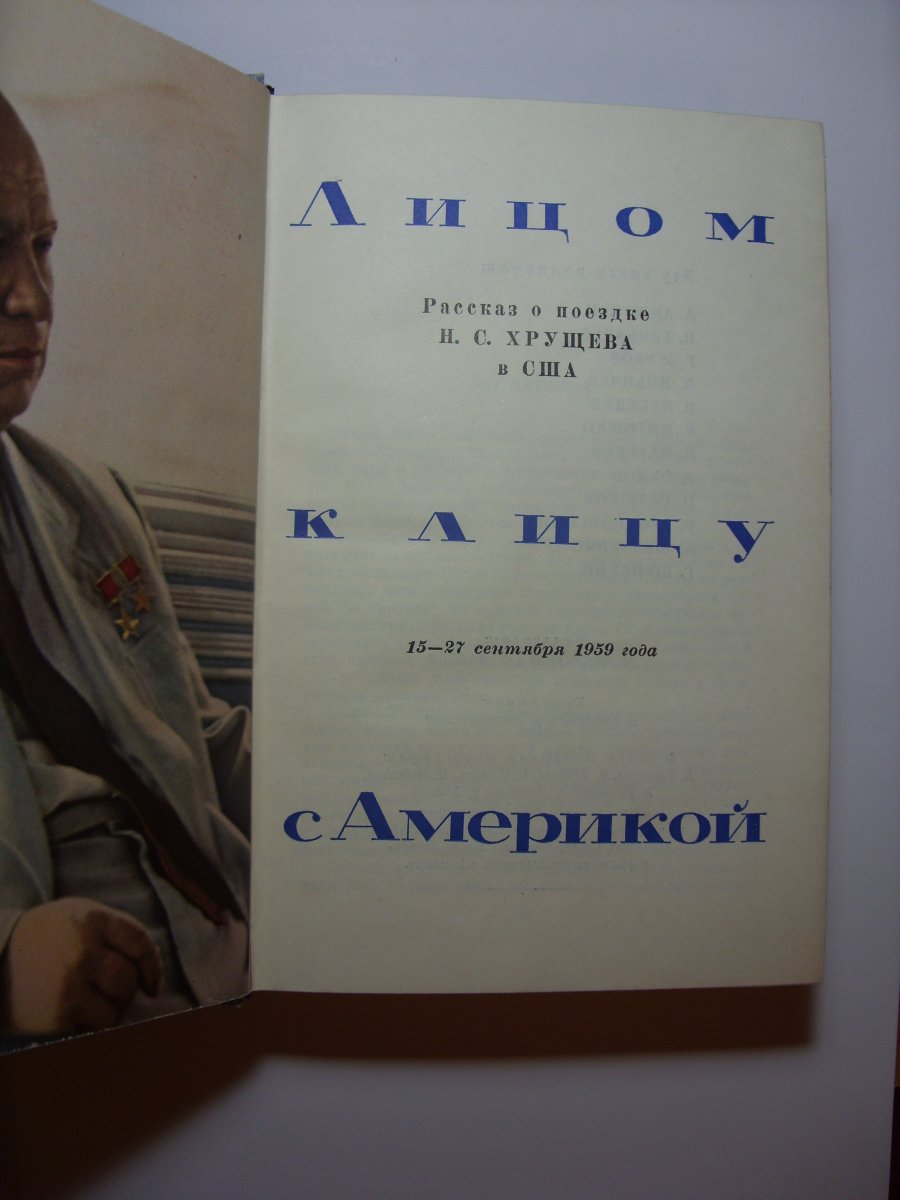 Лицом
Рассказ о поездке
Н. С. ХРУЩЕВА
в США
к лицу
15—27 сентября 1959 года
с Америкой